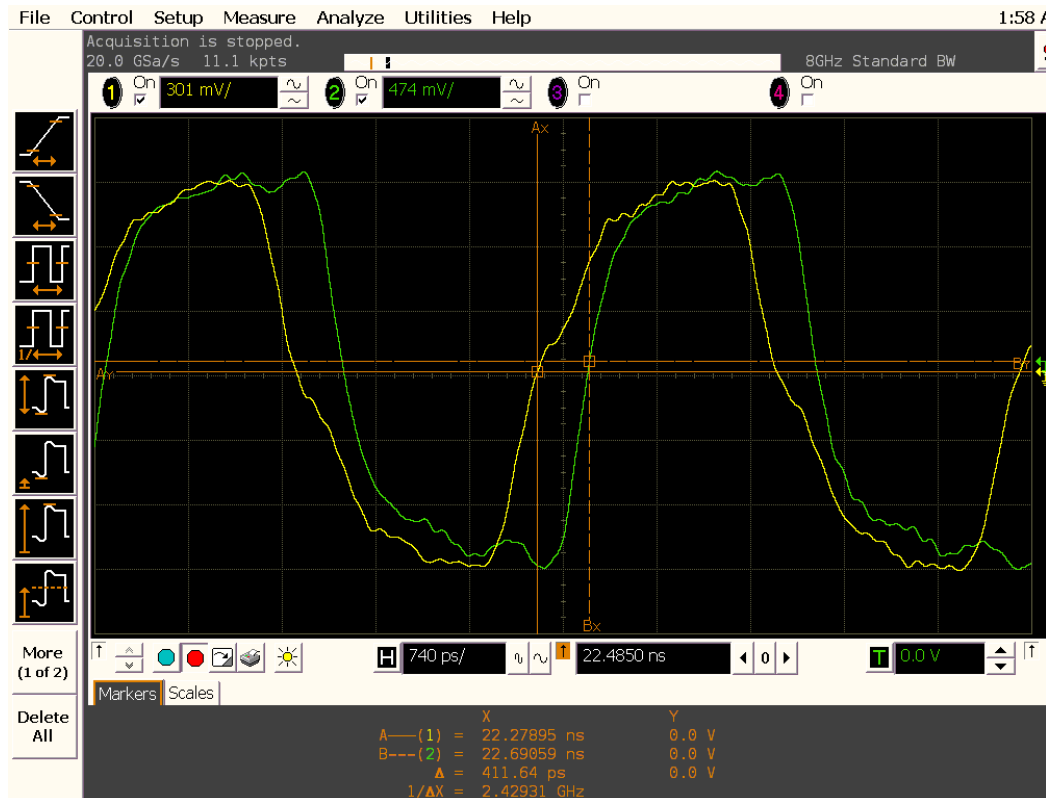 File Control Setup Measure Analyze Utilities Help 1:58
Acquisition is stopped.
20.0 GSa/s 11.1 kpts 8GHz Standard BW
1 On 301 mV/ 2 On 474 mV/ 3 On 4 On
Ax
AY BY
Bx
1/
More
(1 of 2)
Delete
All
H 740 ps/ 22.4850 ns 0 T 0.0 V
Markers Scales
X Y
A——(1) = 22.27895 ns 0.0 V
B---(2) = 22.69059 ns 0.0 V
Δ = 411.64 ps 0.0 V
1/ΔX = 2.42931 GHz